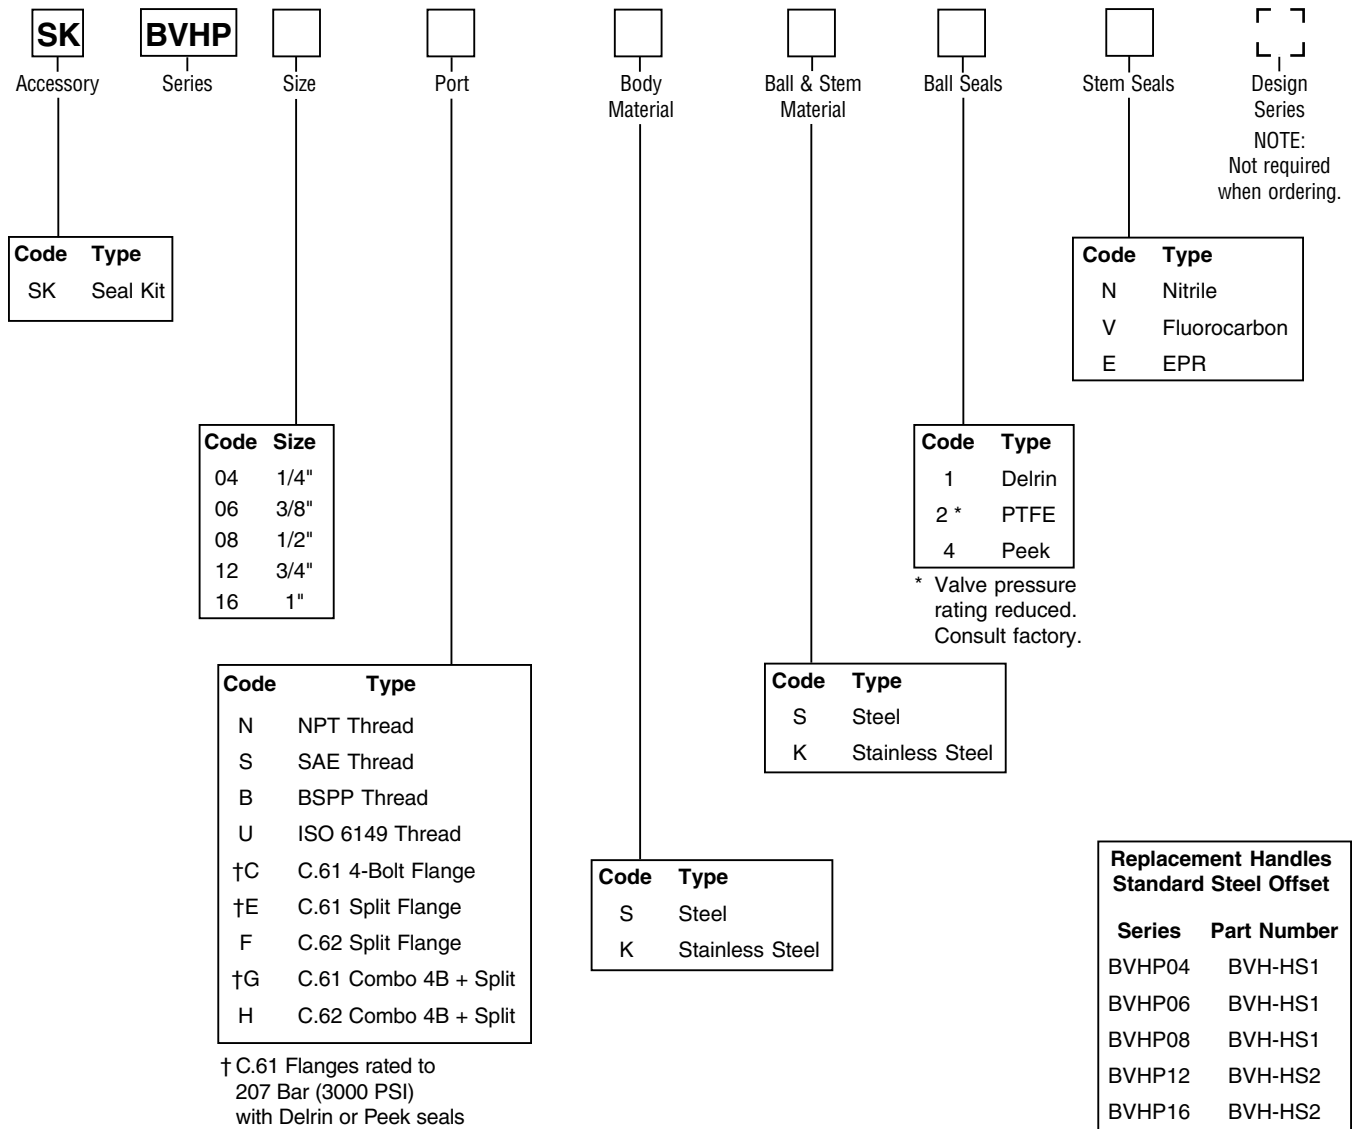 SK BVHP
Accessory Series Size Port Body Material Ball & Stem Material Ball Seals Stem Seals Design Series
NOTE:
Not required
when ordering.
Code Type
SK Seal Kit
Code Type
N Nitrile
V Fluorocarbon
E EPR
Code Size
04 1/4"
06 3/8"
08 1/2"
12 3/4"
16 1"
Code Type
1 Delrin
2 * PTFE
4 Peek
* Valve pressure
rating reduced.
Consult factory.
Code Type
N NPT Thread
S SAE Thread
B BSPP Thread
U ISO 6149 Thread
†C C.61 4-Bolt Flange
†E C.61 Split Flange
F C.62 Split Flange
†G C.61 Combo 4B + Split
H C.62 Combo 4B + Split
† C.61 Flanges rated to
207 Bar (3000 PSI)
with Delrin or Peek seals
Code Type
S Steel
K Stainless Steel
Code Type
S Steel
K Stainless Steel
Replacement Handles
Standard Steel Offset
Series Part Number
BVHP04 BVH-HS1
BVHP06 BVH-HS1
BVHP08 BVH-HS1
BVHP12 BVH-HS2
BVHP16 BVH-HS2